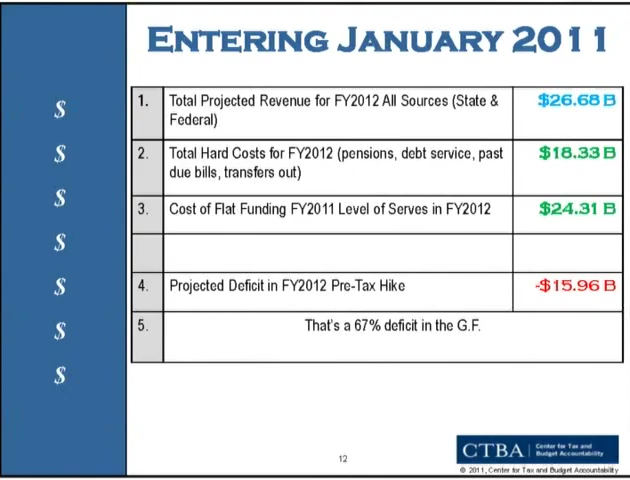 ENTERING JANUARY 2011
$
$
$
$
$
$
$
1. Total Projected Revenue for FY2012 All Sources (State & $26.68 B
Federal)
2. Total Hard Costs for FY2012 (pensions, debt service, past $18.33 B
due bills, transfers out)
3. Cost of Flat Funding FY2011 Level of Serves in FY2012 $24.31 B
4. Projected Deficit in FY2012 Pre-Tax Hike -$15.96 B
5. That's a 67% deficit in the G.F.
12
CTBA Center for Tax and
Budget Accountability
© 2011, Center for Tax and Budget Accountability